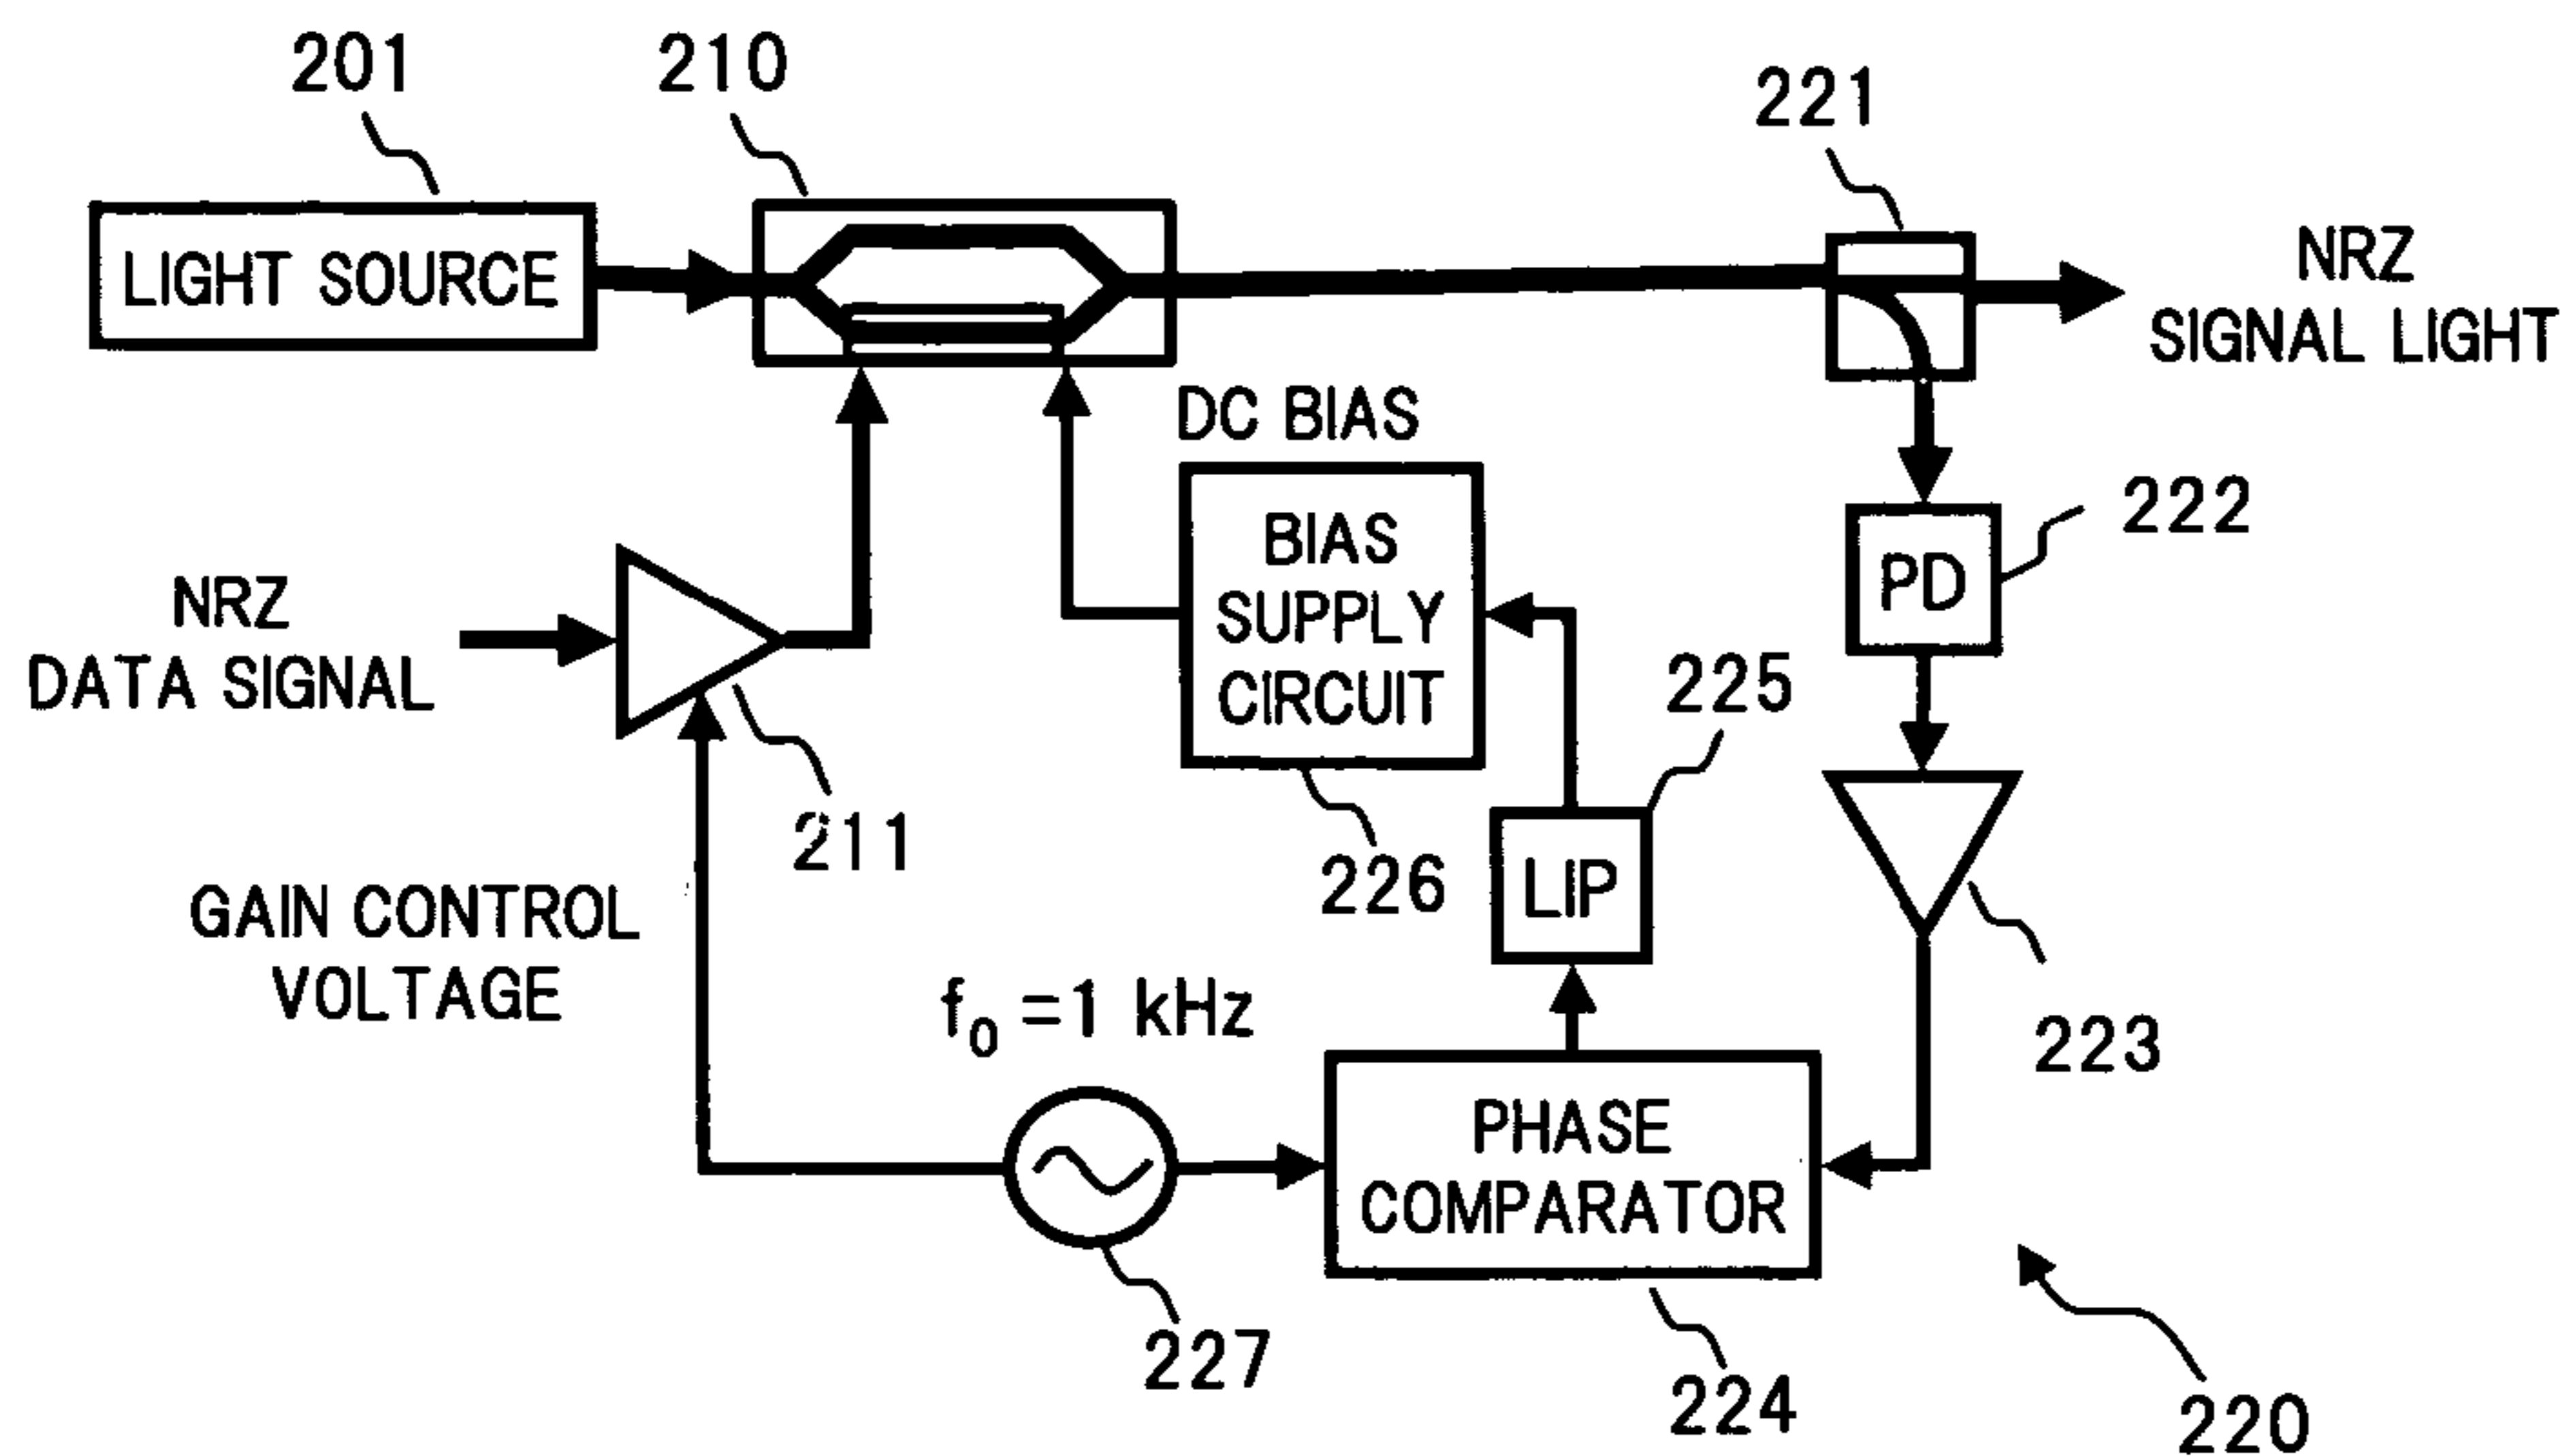 201
210
221
LIGHT SOURCE
NRZ
SIGNAL LIGHT
DC BIAS
222
BIAS
SUPPLY
CIRCUIT
PD
NRZ
DATA SIGNAL
225
211
226
LIP
GAIN CONTROL
VOLTAGE
f₀ =1 kHz
223
PHASE
COMPARATOR
227
224
220